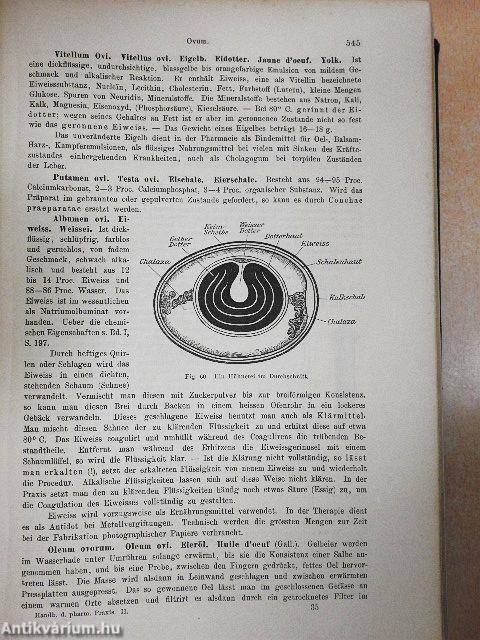 Ovum. 545
Vitellum Ovi. Vitellus ovi. Eigelb. Eidotter. Jaune d'oeuf. Yolk. Ist
eine dickflüssige, undurchsichtige, blassgelbe bis orangefarbige Emulsion von mildem Ge-
schmack und alkalischer Reaktion. Er enthält Eiweiss, eine als Vitellin bezeichnete
Eiweisssubstanz, Nucleïn, Lecithin, Cholesterin, Fett, Farbstoff (Luteïn), kleine Mengen
Glukose, Spuren von Neuridin, Mineralstoffe. Die Mineralstoffe bestehen aus Natron, Kali,
Kalk, Magnesia, Eisenoxyd, (Phosphorsäure), Kieselsäure. — Bei 80° C. gerinnt der Ei-
dotter; wegen seines Gehaltes an Fett ist er aber im geronnenen Zustande nicht so fest
wie das geronnene Eiweiss. — Das Gewicht eines Eigelbes beträgt 16—18 g.
Das unveränderte Eigelb dient in der Pharmacie als Bindemittel für Oel-, Balsam-
Harz-, Kampferemulsionen, als flüssiges Nahrungsmittel bei vielen mit Sinken des Kräfte-
zustandes einhergehenden Krankheiten, auch als Cholagogum bei torpiden Zuständen
der Leber.
Putamen ovi. Testa ovi. Eischale. Eierschale. Besteht aus 94—95 Proc.
Calciumkarbonat, 2—3 Proc. Calciumphosphat, 3—4 Proc. organischer Substanz. Wird das
Präparat im gebrannten oder gepulverten Zustande gefordert, so kann es durch Conchae
praeparatae ersetzt werden.
Albumen ovi. Ei-
weiss. Weissei. Ist dick-
flüssig, schlüpfrig, farblos
und geruchlos, von fadem
Geschmack, schwach alka-
lisch und besteht aus 12
bis 14 Proc. Eiweiss und
88—86 Proc. Wasser. Das
Eiweiss ist im wesentlichen
als Natriumalbuminat vor-
handen. Ueber die chemi-
schen Eigenschaften s. Bd. I,
S. 197.
Durch heftiges Quir-
len oder Schlagen wird das
Eiweiss in einen dichten,
stehenden Schaum (Schnee)
Keim-
Scheibe
Weisser
Dotter
Gelber
Dotter
Dotterhaut
Eiweiss
Chalaza
Schalenhaut
Kalkschale
Chalaza
Fig. 60. Ein Hühnerei im Durchschnitt.
verwandelt. Vermischt man diesen mit Zuckerpulver bis zur breiförmigen Konsistenz,
so kann man diesen Brei durch Backen in einem heissen Ofenrohr in ein lockeres
Gebäck verwandeln. Dieses geschlagene Eiweiss benutzt man auch als Klärmittel.
Man mischt diesen Schnee der zu klärenden Flüssigkeit zu und erhitzt diese auf etwa
80° C. Das Eiweiss coagulirt und umhüllt während des Coagulirens die trübenden Be-
standtheile. Entfernt man während des Erhitzens die Eiweissgerinusel mit einem
Schaumlöffel, so wird die Flüssigkeit klar. — Ist die Klärung nicht vollständig, so lässt
man erkalten (!), setzt der erkalteten Flüssigkeit von neuem Eiweiss zu und wiederholt
die Procedur. Alkalische Flüssigkeiten lassen sich auf diese Weise nicht klären. In der
Praxis setzt man den zu klärenden Flüssigkeiten häufig noch etwas Säure (Essig) zu, um
die Coagulation des Eiweisses vollständig zu gestalten.
Eiweiss wird vorzugsweise als Ernährungsmittel verwendet. In der Therapie dient
es als Antidot bei Metallvergiftungen. Technisch werden die grössten Mengen zur Zeit
bei der Fabrikation photographischer Papiere verbraucht.
Oleum ovorum. Oleum ovi. Eieröl. Huile d'oeuf (Gall.). Gelbeier werden
im Wasserbade unter Umrühren solange erwärmt, bis sie die Konsistenz einer Salbe an-
genommen haben, und bis eine Probe, zwischen den Fingern gedrückt, fettes Oel hervor-
treten lässt. Die Masse wird alsdann in Leinwand geschlagen und zwischen erwärmten
Pressplatten ausgepresst. Das so gewonnene Oel lässt man im geschlossenen Gefässe an
einem warmen Orte absetzen und filtrirt es alsdann durch ein getrocknetes Filter im
Handb. d. pharm. Praxis. II. 35
Antikvárium.hu